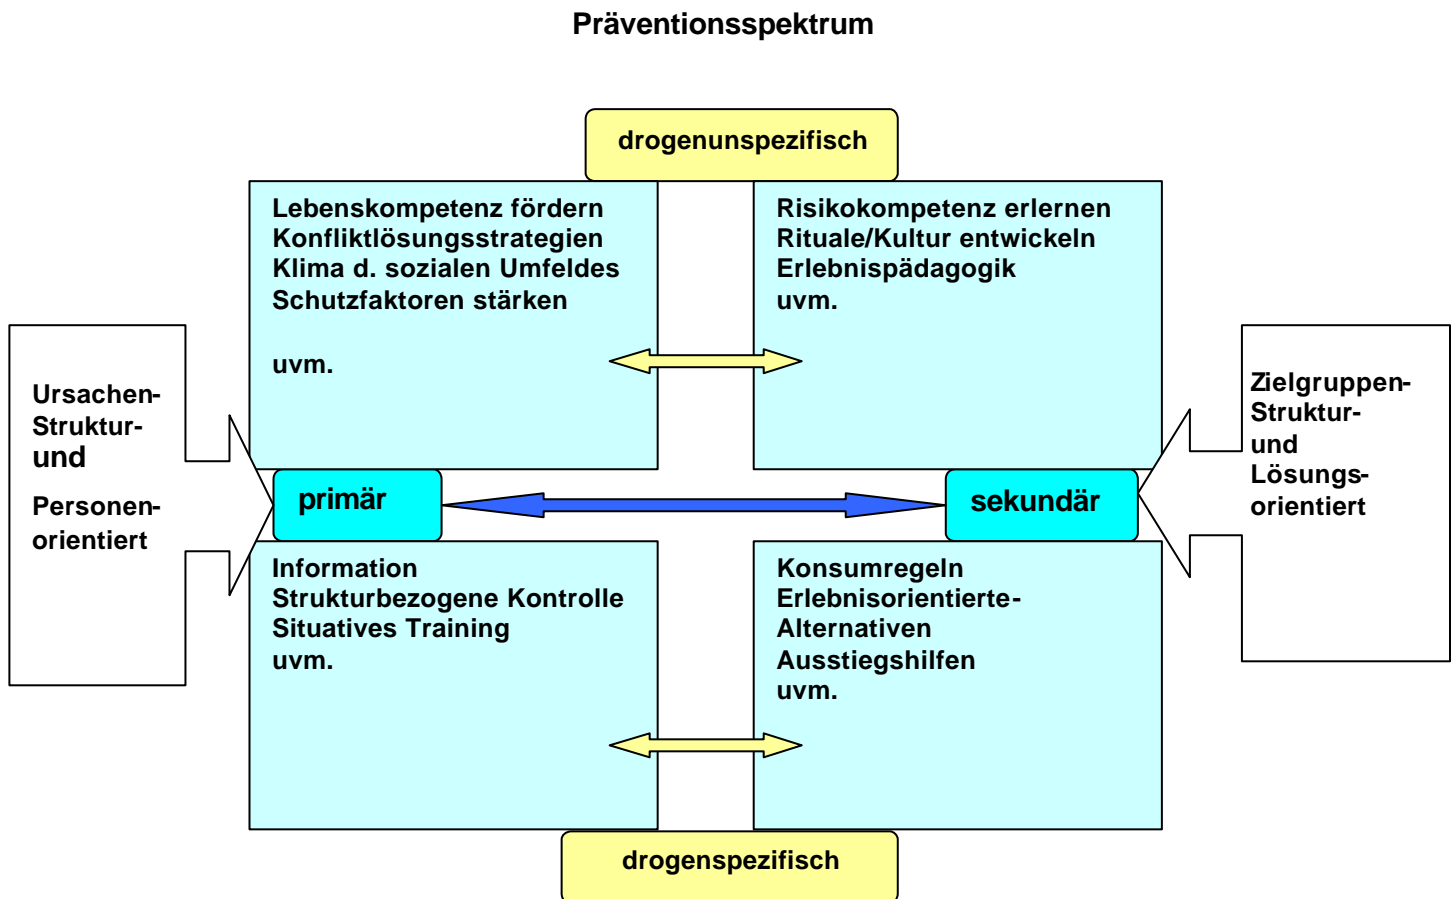 Präventionsspektrum
drogenunspezifisch
Lebenskompetenz fördern
Konfliktlösungsstrategien
Klima d. sozialen Umfeldes
Schutzfaktoren stärken
uvm.
Risikokompetenz erlernen
Rituale/Kultur entwickeln
Erlebnispädagogik
uvm.
Ursachen-
Struktur-
und
Personen-
orientiert
primär
sekundär
Zielgruppen-
Struktur-
und
Lösungs-
orientiert
Information
Strukturbezogene Kontrolle
Situatives Training
uvm.
Konsumregeln
Erlebnisorientierte-
Alternativen
Ausstiegshilfen
uvm.
drogenspezifisch